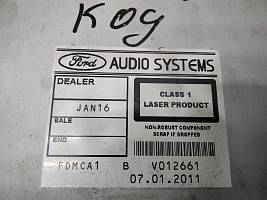 КОД
Ford AUDIO SYSTEMS
DEALER
JAN16
SALE
END
CLASS 1
LASER PRODUCT
NON-ROBUST COMPONENT
SCRAP IF DROPPED
FDMCA1 B V012661
07.01.2011